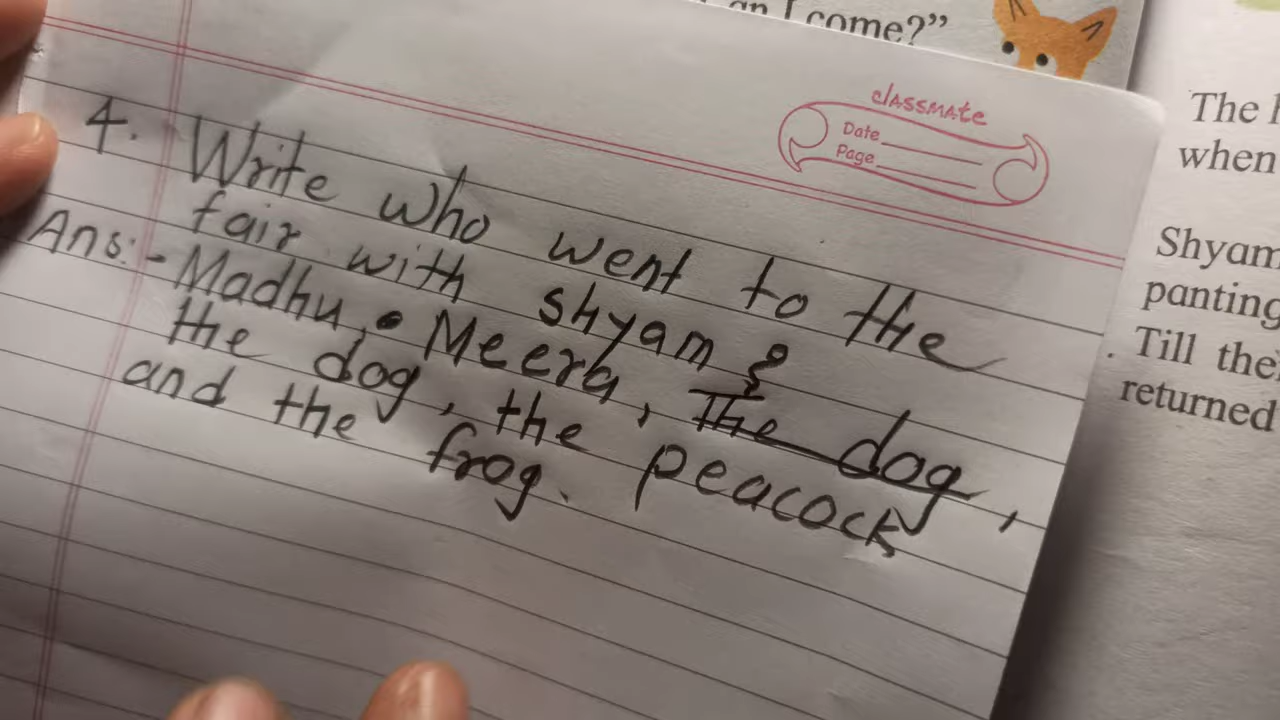 an I come?”
classmate
Date
Page
4. Write who went to the
fair with shyam ?
Ans:- Madhu, Meera, The dog,
the dog, the peacock
and the frog.
The
when
Shyam
panting
Till
returned